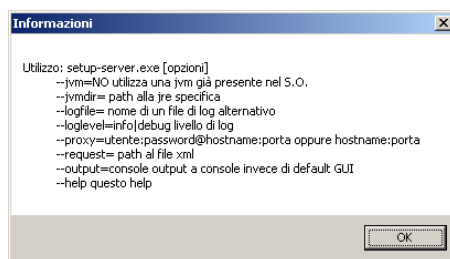 Informazioni
Utilizzo: setup-server.exe [opzioni]
--jvm=NO utilizza una jvm già presente nel S.O.
--jvmdir= path alla jre specifica
--logfile= nome di un file di log alternativo
--loglevel=info|debug livello di log
--proxy=utente:password@hostname:porta oppure hostname:porta
--request= path al file xml
--output=console output a console invece di default GUI
--help questo help
OK